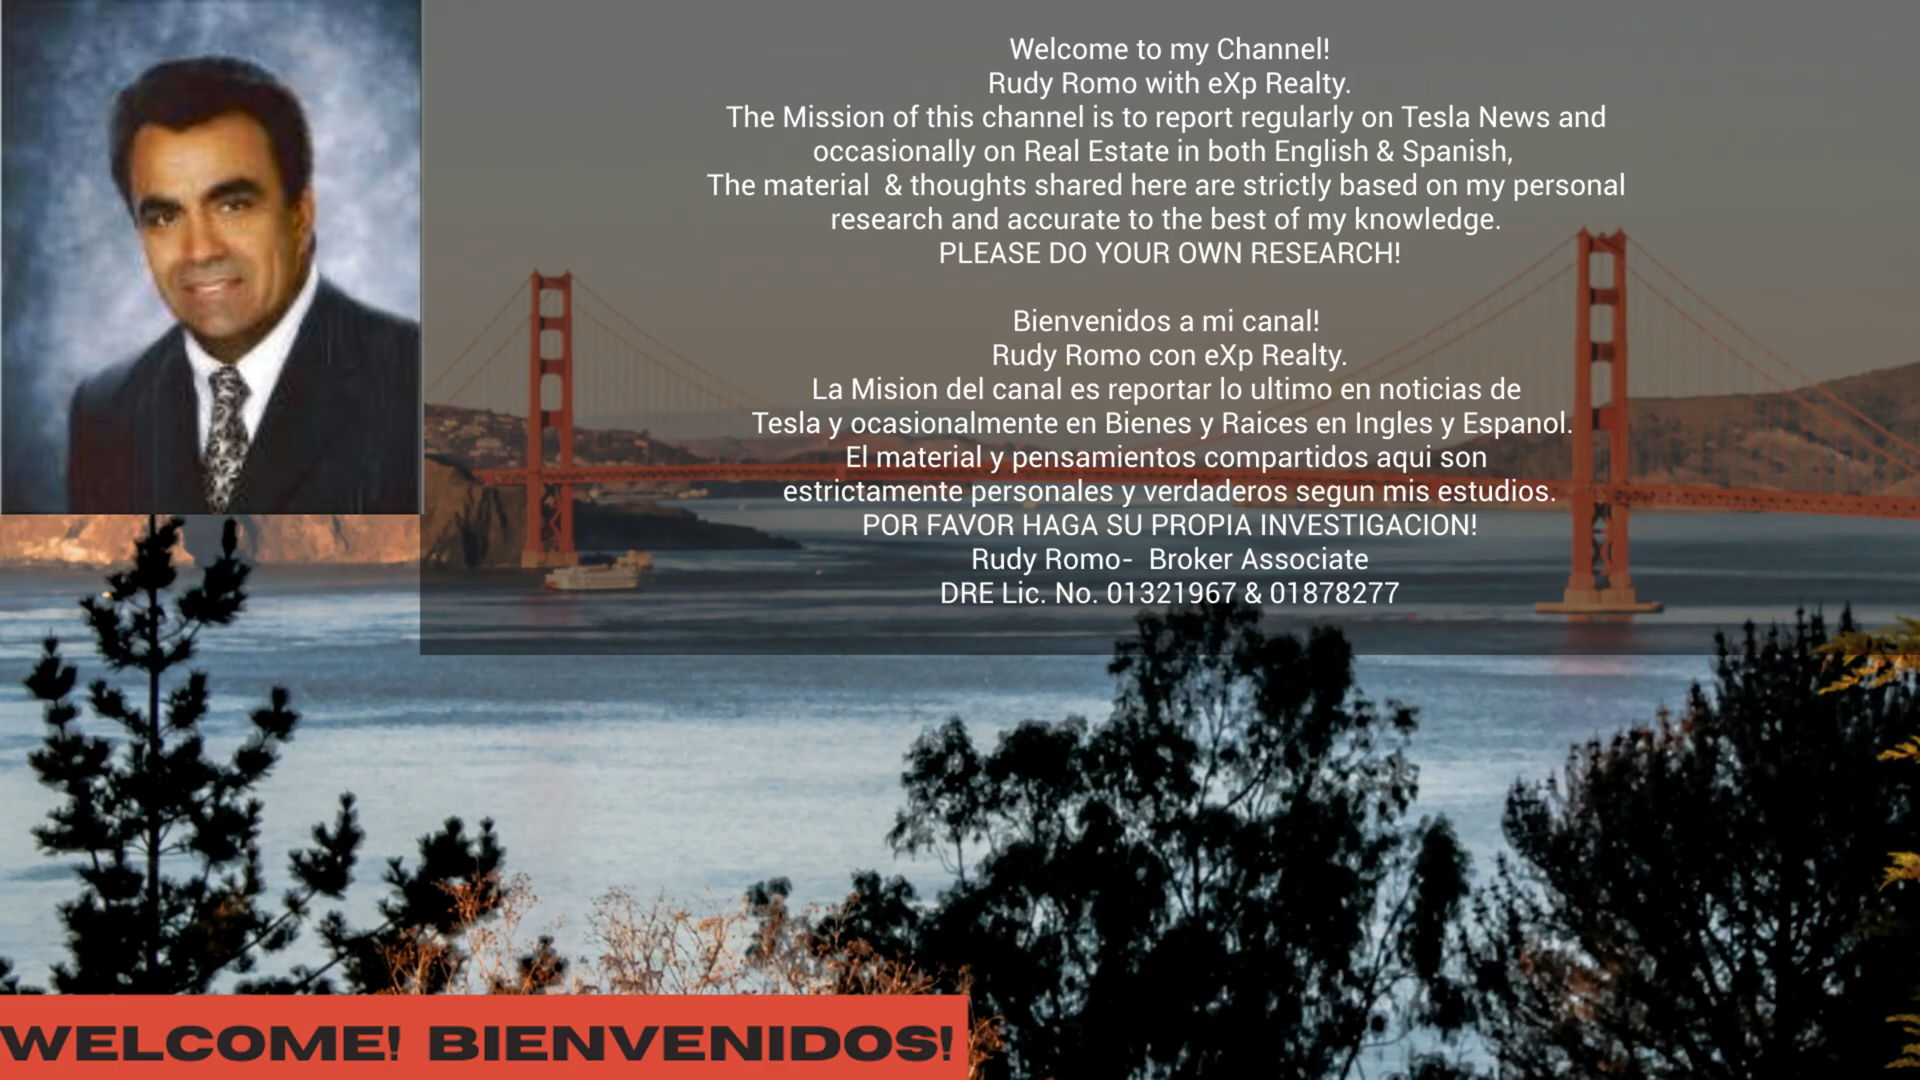 Welcome to my Channel!
Rudy Romo with eXp Realty.
The Mission of this channel is to report regularly on Tesla News and
occasionally on Real Estate in both English & Spanish,
The material  & thoughts shared here are strictly based on my personal
research and accurate to the best of my knowledge.
PLEASE DO YOUR OWN RESEARCH!
Bienvenidos a mi canal!
Rudy Romo con eXp Realty.
La Mision del canal es reportar lo ultimo en noticias de
Tesla y ocasionalmente en Bienes y Raices en Ingles y Espanol.
El material y pensamientos compartidos aqui son
estrictamente personales y verdaderos segun mis estudios.
POR FAVOR HAGA SU PROPIA INVESTIGACION!
Rudy Romo-  Broker Associate
DRE Lic. No. 01321967 & 01878277
WELCOME! BIENVENIDOS!